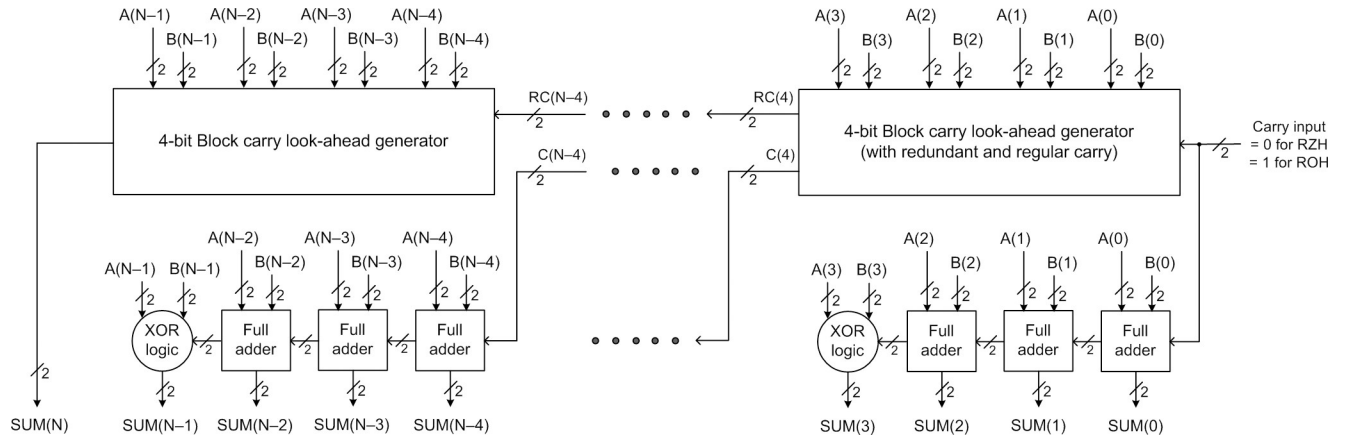 A(N–1) A(N–2) A(N–3) A(N–4) A(3) A(2) A(1) A(0)
B(N–1) B(N–2) B(N–3) B(N–4) B(3) B(2) B(1) B(0)
2 2 2 2 2 2 2 2 2 2 2 2 2 2 2 2
RC(N–4) RC(4)
2 2
4-bit Block carry look-ahead generator
4-bit Block carry look-ahead generator
(with redundant and regular carry)
Carry input
= 0 for RZH
= 1 for ROH
2
C(N–4) C(4)
2 2
A(N–2) A(N–3) A(N–4) A(2) A(1) A(0)
A(N–1) B(N–1) B(N–2) B(N–3) B(N–4) A(3) B(3) B(2) B(1) B(0)
2 2 2 2 2 2 2 2 2 2 2 2 2 2 2 2
XOR
logic
Full
adder
Full
adder
Full
adder
XOR
logic
Full
adder
Full
adder
Full
adder
2 2 2 2 2 2
2 2 2 2 2 2 2 2 2
SUM(N) SUM(N–1) SUM(N–2) SUM(N–3) SUM(N–4) SUM(3) SUM(2) SUM(1) SUM(0)